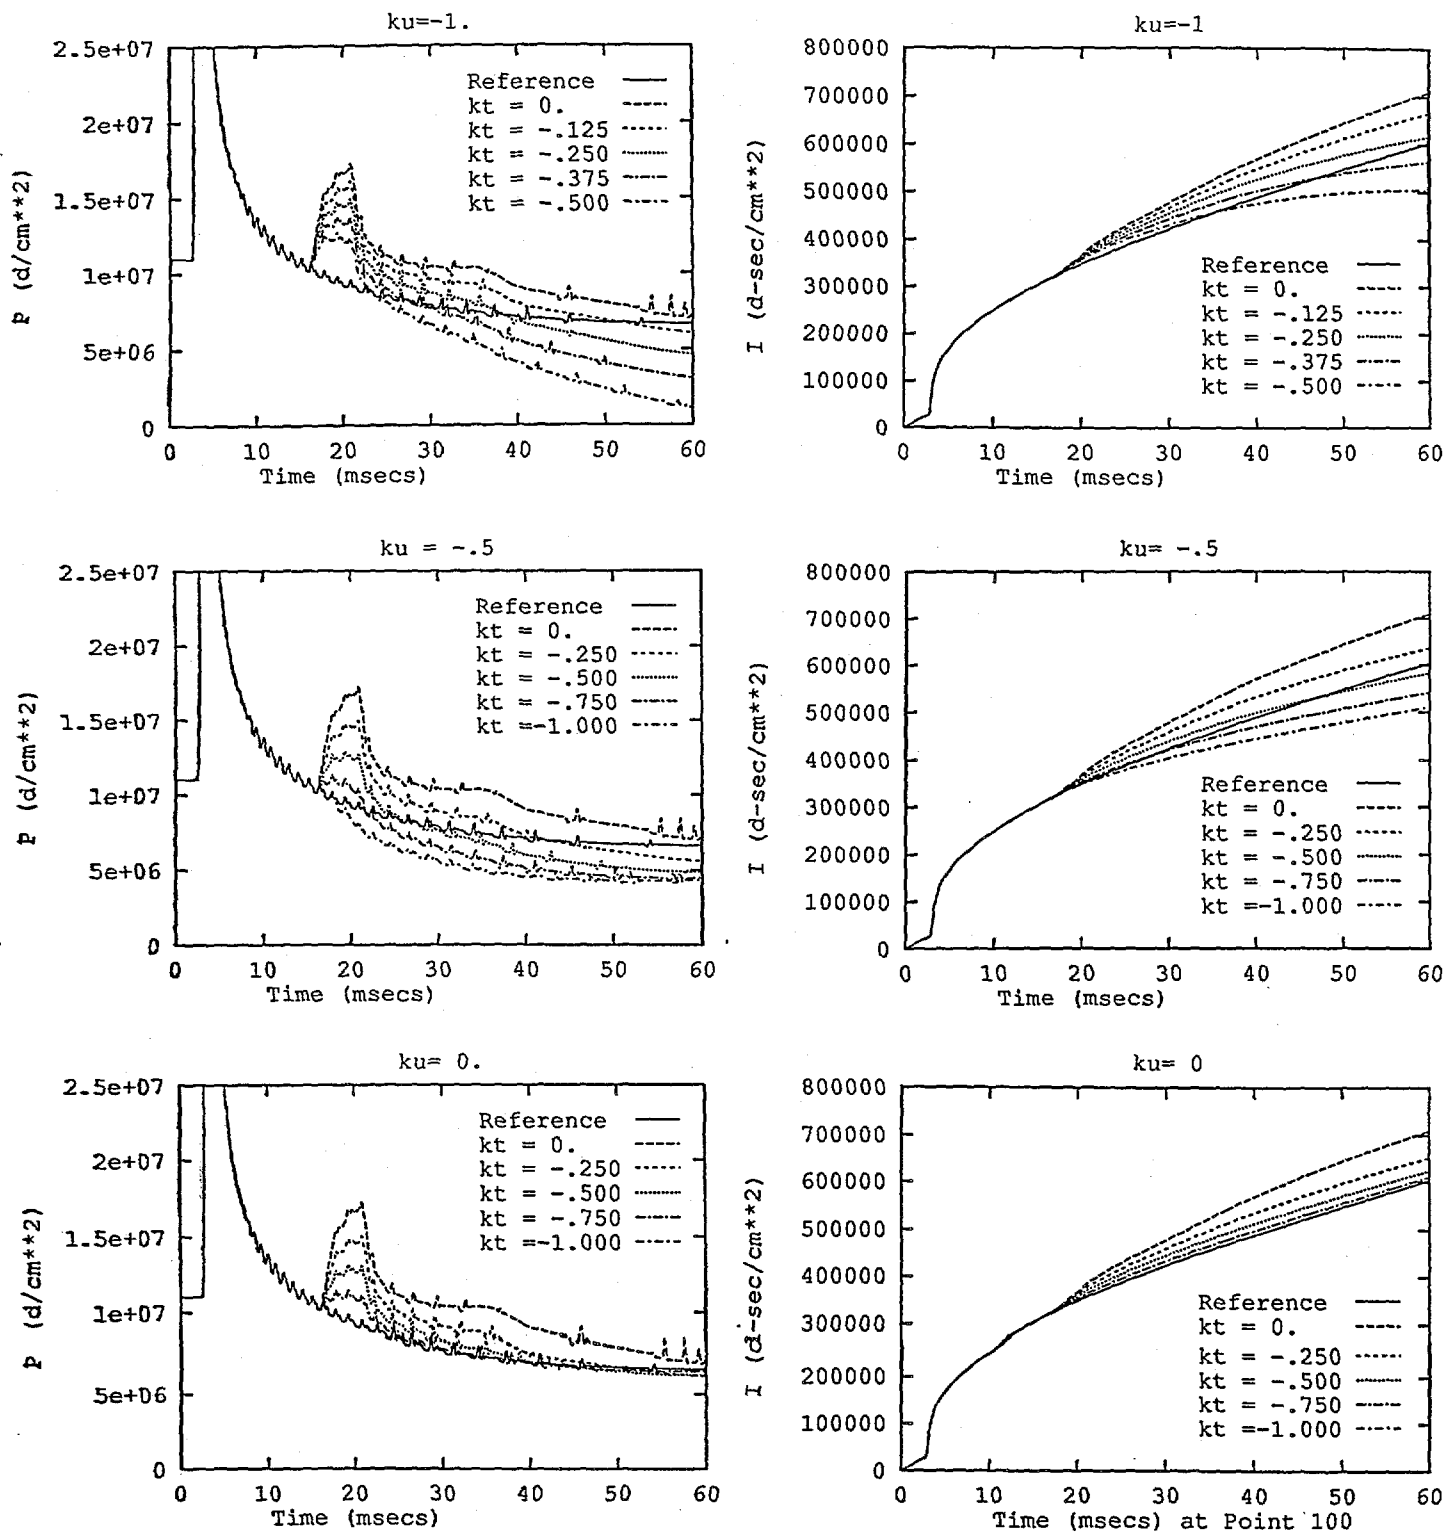 ku=-1.
2.5e+07
2e+07
1.5e+07
1e+07
5e+06
0
p (d/cm**2)
Reference
kt = 0.
kt = -.125
kt = -.250
kt = -.375
kt = -.500
0 10 20 30 40 50 60
Time (msecs)
ku=-1
800000
700000
600000
500000
400000
300000
200000
100000
0
I (d-sec/cm**2)
Reference
kt = 0.
kt = -.125
kt = -.250
kt = -.375
kt = -.500
0 10 20 30 40 50 60
Time (msecs)
ku = -.5
2.5e+07
2e+07
1.5e+07
1e+07
5e+06
0
p (d/cm**2)
Reference
kt = 0.
kt = -.250
kt = -.500
kt = -.750
kt =-1.000
0 10 20 30 40 50 60
Time (msecs)
ku= -.5
800000
700000
600000
500000
400000
300000
200000
100000
0
I (d-sec/cm**2)
Reference
kt = 0.
kt = -.250
kt = -.500
kt = -.750
kt =-1.000
0 10 20 30 40 50 60
Time (msecs)
ku= 0.
2.5e+07
2e+07
1.5e+07
1e+07
5e+06
0
p (d/cm**2)
Reference
kt = 0.
kt = -.250
kt = -.500
kt = -.750
kt =-1.000
0 10 20 30 40 50 60
Time (msecs)
ku= 0
800000
700000
600000
500000
400000
300000
200000
100000
0
I (d-sec/cm**2)
Reference
kt = 0.
kt = -.250
kt = -.500
kt = -.750
kt =-1.000
0 10 20 30 40 50 60
Time (msecs) at Point 100